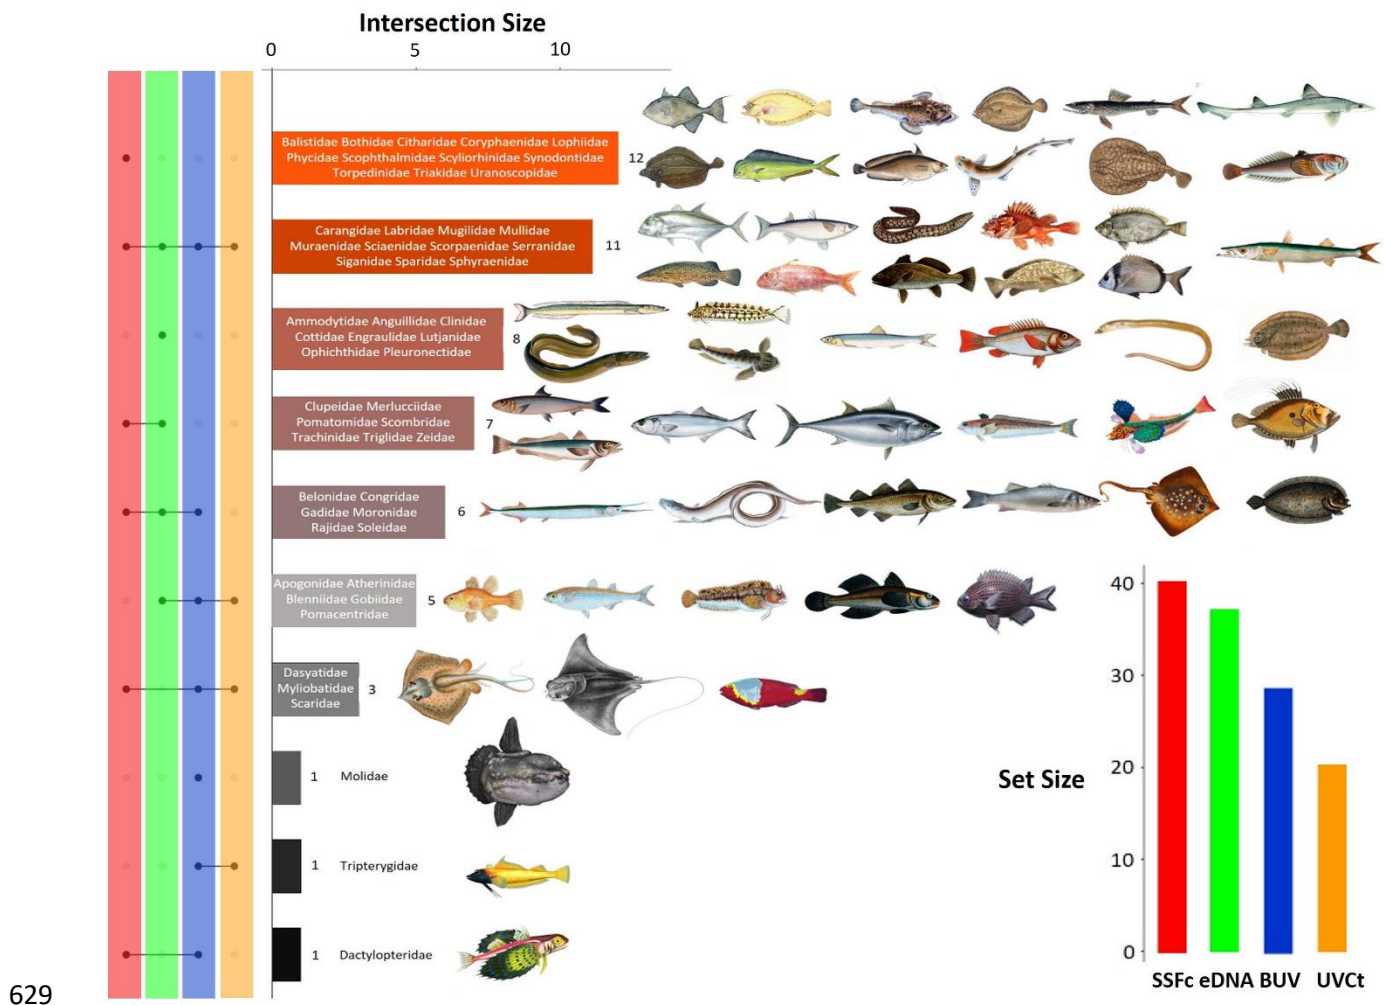 Intersection Size
0 5 10
Balistidae Bothidae Citharidae Coryphaenidae Lophiidae
Phycidae Scophthalmidae Scyliorhinidae Synodontidae
Torpedinidae Triakidae Uranoscopidae
12
Carangidae Labridae Mugilidae Mullidae
Muraenidae Sciaenidae Scorpaenidae Serranidae
Siganidae Sparidae Sphyraenidae
11
Ammodytidae Anguillidae Clinidae
Cottidae Engraulidae Lutjanidae
Ophichthidae Pleuronectidae
8
Clupeidae Merlucciidae
Pomatomidae Scombridae
Trachinidae Triglidae Zeidae
7
Belonidae Congridae
Gadidae Moronidae
Rajidae Soleidae
6
Apogonidae Atherinidae
Blenniidae Gobiidae
Pomacentridae
5
Dasyatidae
Myliobatidae
Scaridae
3
1 Molidae
1 Tripterygidae
1 Dactylopteridae
Set Size
40
30
20
10
0
SSFc eDNA BUV UVCt
629